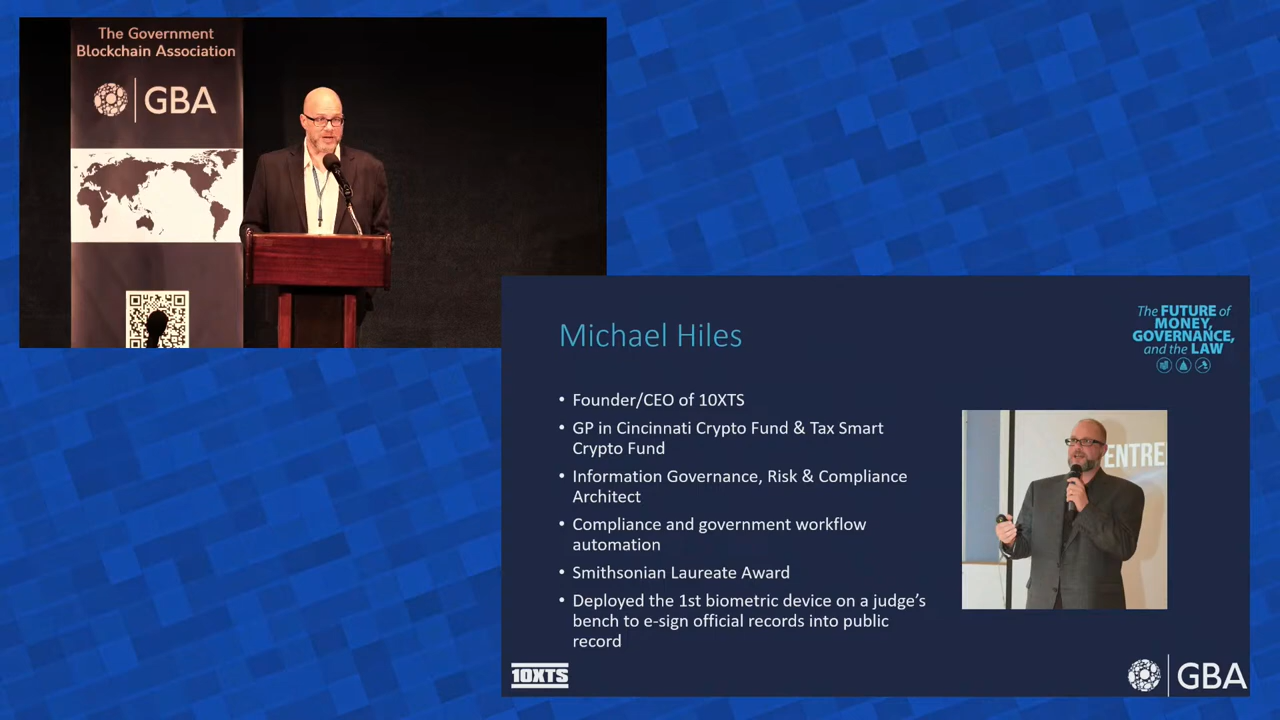 The Government
Blockchain Association
GBA
Michael Hiles
The FUTURE of
MONEY,
GOVERNANCE,
and the LAW
• Founder/CEO of 10XTS
• GP in Cincinnati Crypto Fund & Tax Smart
Crypto Fund
• Information Governance, Risk & Compliance
Architect
• Compliance and government workflow
automation
• Smithsonian Laureate Award
• Deployed the 1st biometric device on a judge’s
bench to e-sign official records into public
record
ENTRE
10XTS
GBA